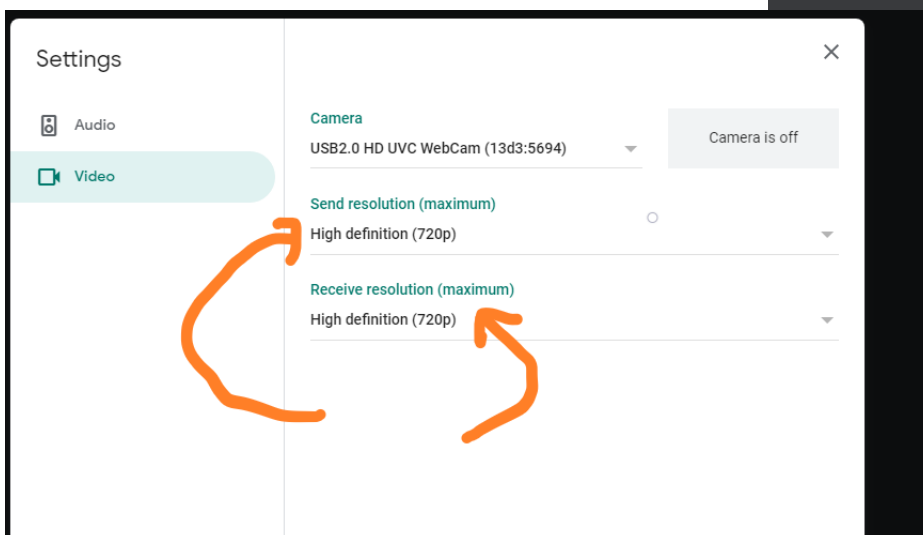 Settings
Audio
Video
Camera
USB2.0 HD UVC WebCam (13d3:5694)
Camera is off
Send resolution (maximum)
High definition (720p)
Receive resolution (maximum)
High definition (720p)